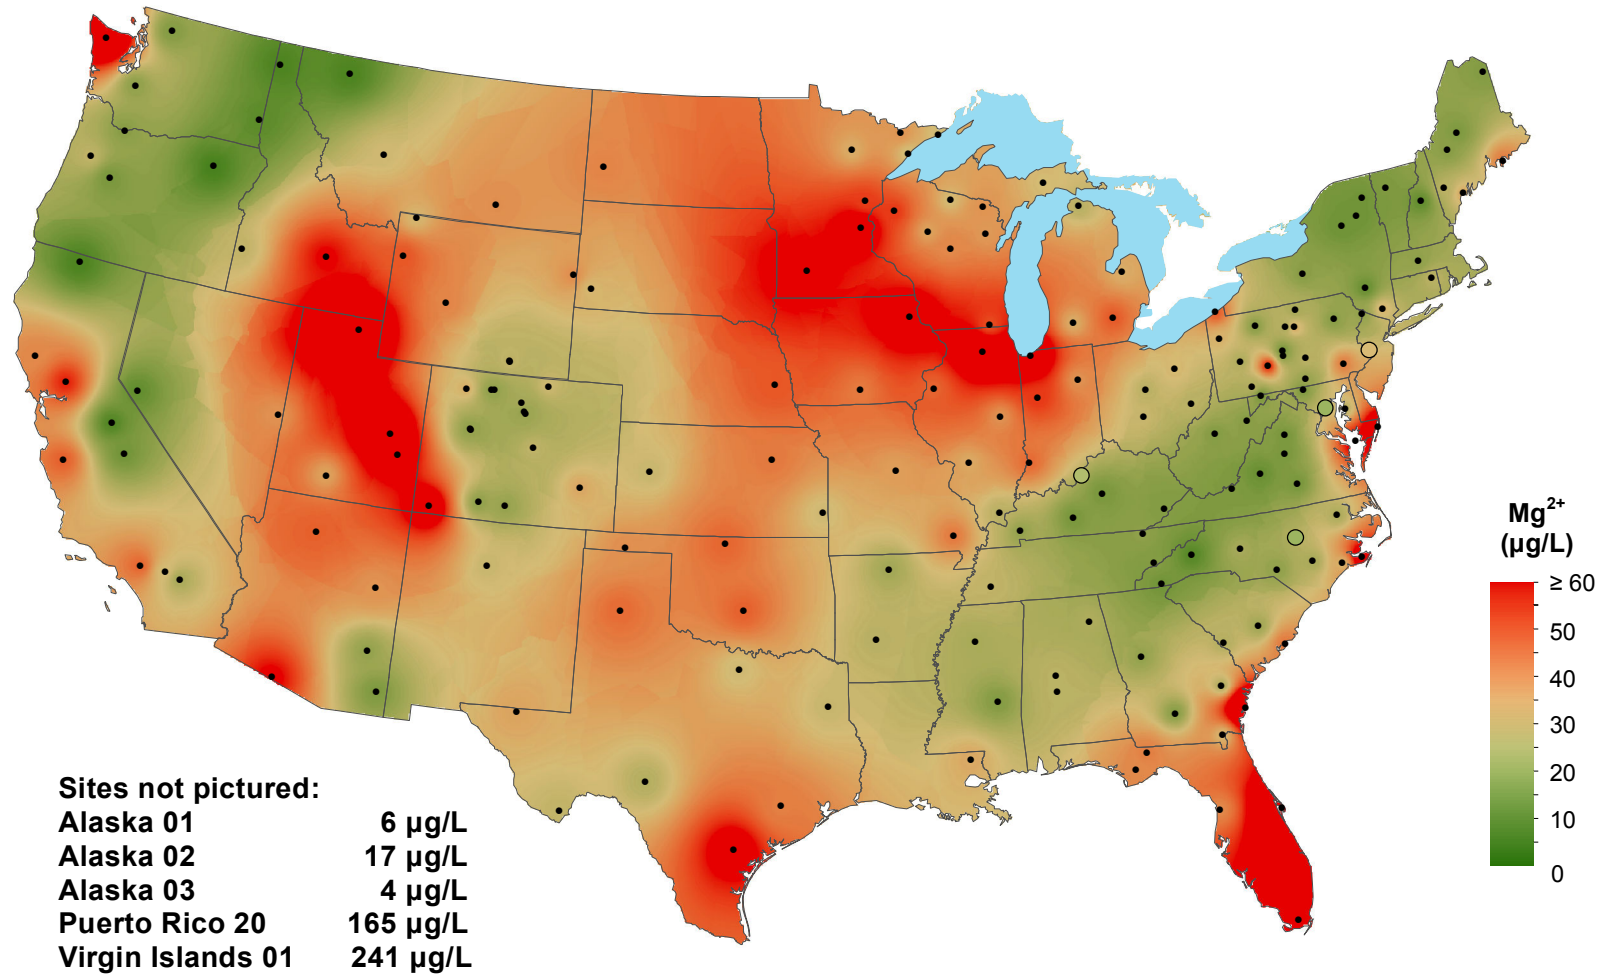 Mg2+
(µg/L)
≥ 60
50
40
30
20
10
0
Sites not pictured:
Alaska 01 6 µg/L
Alaska 02 17 µg/L
Alaska 03 4 µg/L
Puerto Rico 20 165 µg/L
Virgin Islands 01 241 µg/L